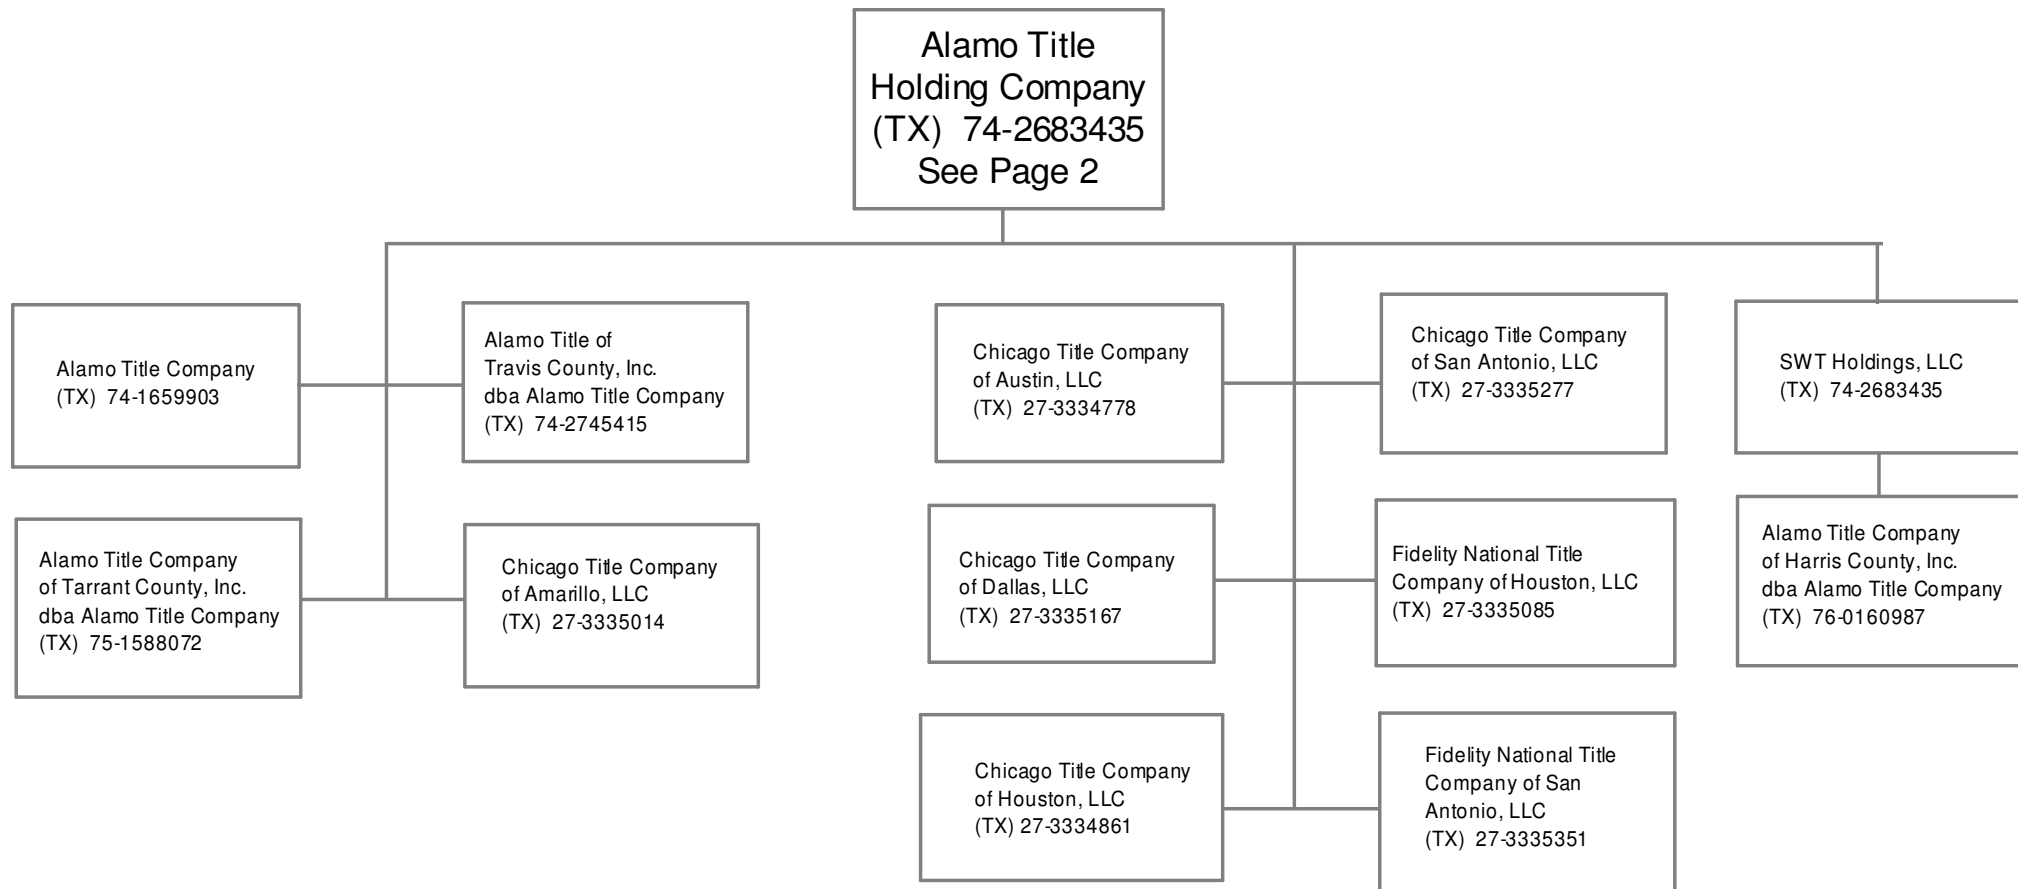 Alamo Title
Holding Company
(TX) 74-2683435
See Page 2
Alamo Title Company
(TX) 74-1659903
Alamo Title of
Travis County, Inc.
dba Alamo Title Company
(TX) 74-2745415
Chicago Title Company
of Austin, LLC
(TX) 27-3334778
Chicago Title Company
of San Antonio, LLC
(TX) 27-3335277
SWT Holdings, LLC
(TX) 74-2683435
Alamo Title Company
of Tarrant County, Inc.
dba Alamo Title Company
(TX) 75-1588072
Chicago Title Company
of Amarillo, LLC
(TX) 27-3335014
Chicago Title Company
of Dallas, LLC
(TX) 27-3335167
Fidelity National Title
Company of Houston, LLC
(TX) 27-3335085
Alamo Title Company
of Harris County, Inc.
dba Alamo Title Company
(TX) 76-0160987
Chicago Title Company
of Houston, LLC
(TX) 27-3334861
Fidelity National Title
Company of San
Antonio, LLC
(TX) 27-3335351